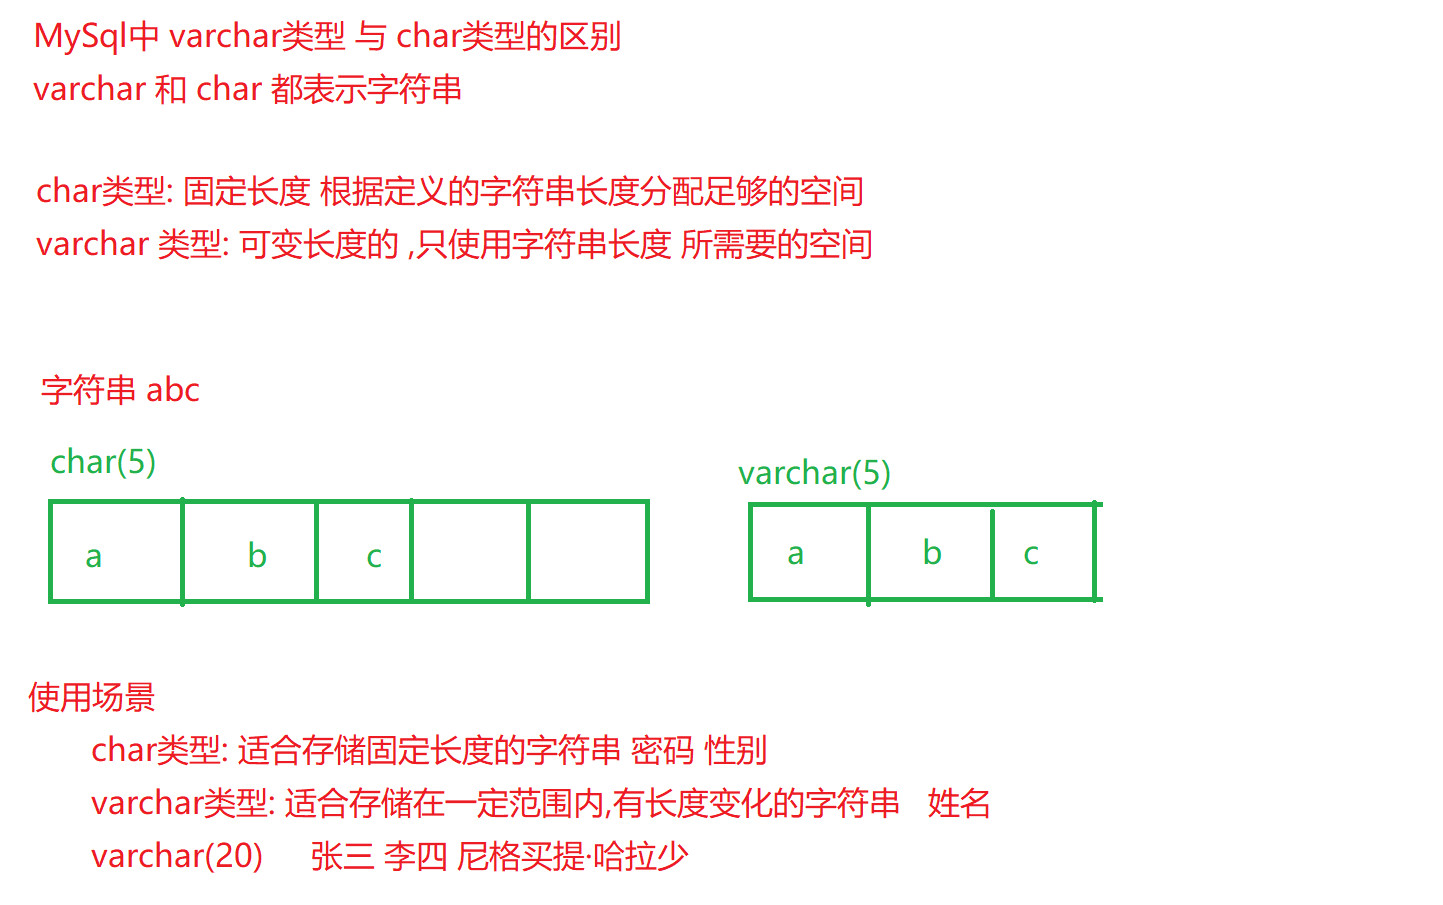 MySql中 varchar类型 与 char类型的区别
varchar 和 char 都表示字符串
char类型: 固定长度 根据定义的字符串长度分配足够的空间
varchar 类型: 可变长度的 ,只使用字符串长度 所需要的空间
字符串 abc
char(5)
varchar(5)
a b c
a b c
使用场景
char类型: 适合存储固定长度的字符串 密码 性别
varchar类型: 适合存储在一定范围内,有长度变化的字符串 姓名
varchar(20) 张三 李四 尼格买提·哈拉少